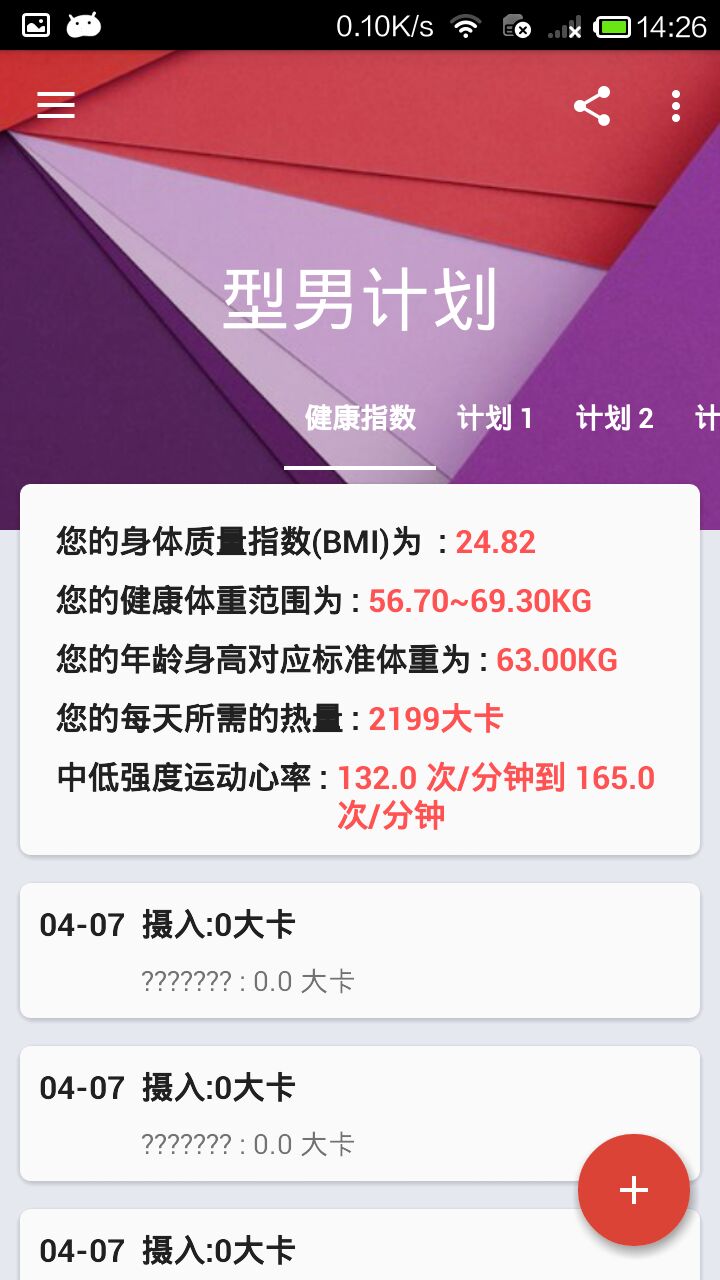 0.10K/s 14:26
型男计划
健康指数 计划 1 计划 2 计
您的身体质量指数(BMI)为 : 24.82
您的健康体重范围为 : 56.70~69.30KG
您的年龄身高对应标准体重为 : 63.00KG
您的每天所需的热量 : 2199大卡
中低强度运动心率 : 132.0 次/分钟到 165.0
次/分钟
04-07 摄入:0大卡
??????? : 0.0 大卡
04-07 摄入:0大卡
??????? : 0.0 大卡
04-07 摄入:0大卡